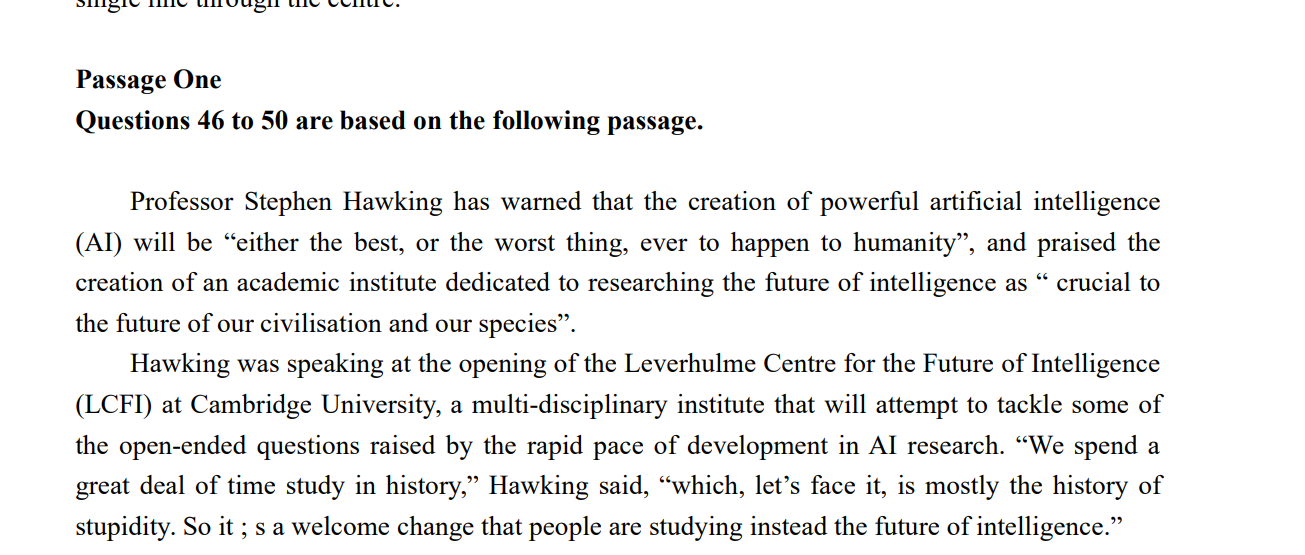 single line through the centre.
Passage One
Questions 46 to 50 are based on the following passage.
Professor Stephen Hawking has warned that the creation of powerful artificial intelligence
(AI) will be “either the best, or the worst thing, ever to happen to humanity”, and praised the
creation of an academic institute dedicated to researching the future of intelligence as “ crucial to
the future of our civilisation and our species”.
Hawking was speaking at the opening of the Leverhulme Centre for the Future of Intelligence
(LCFI) at Cambridge University, a multi-disciplinary institute that will attempt to tackle some of
the open-ended questions raised by the rapid pace of development in AI research. “We spend a
great deal of time study in history,” Hawking said, “which, let’s face it, is mostly the history of
stupidity. So it ; s a welcome change that people are studying instead the future of intelligence.”